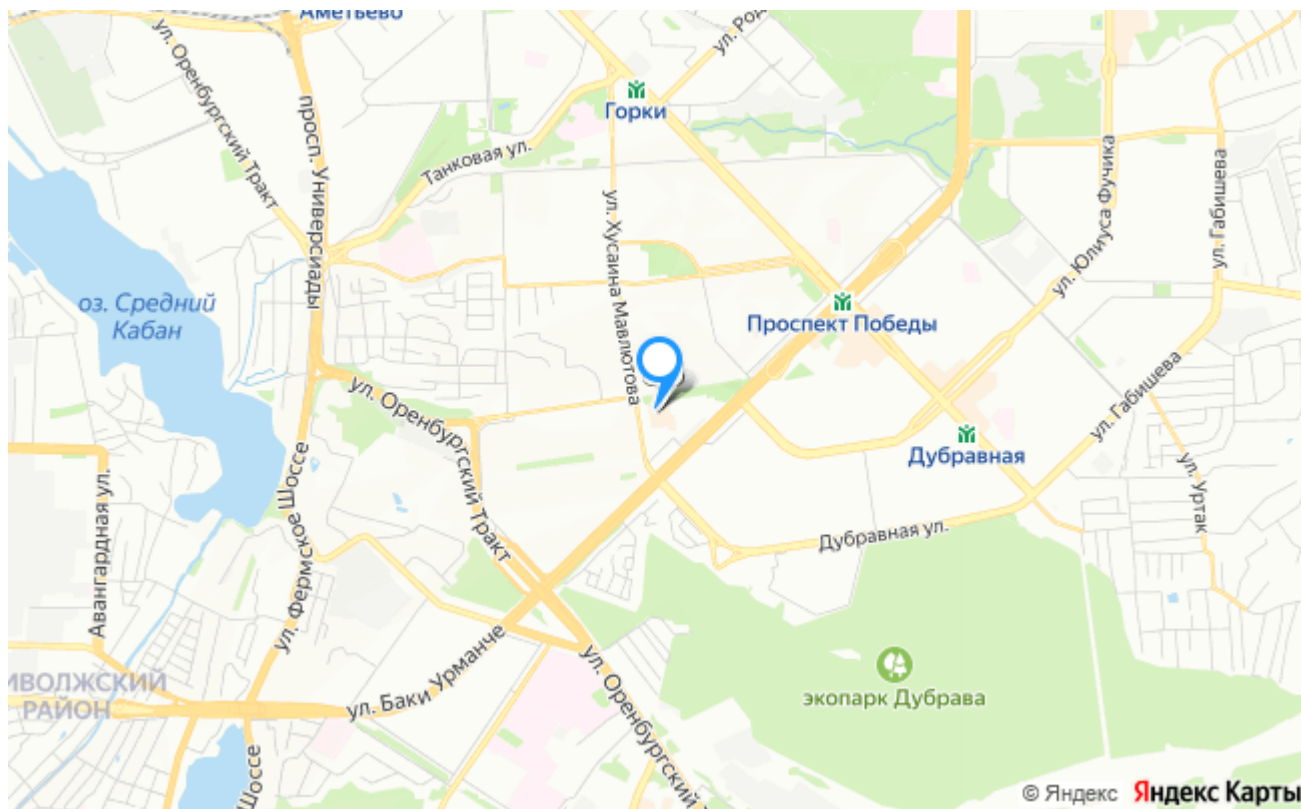 Аметьево
ул. Оренбургский Тракт
ул. Род
Горки
просп. Универсиады
Танковая ул.
ул. Хусаина Мавлютова
ул. Юлиуса Фучика
ул. Габишева
оз. Средний
Кабан
Проспект Победы
ул. Оренбургский Тракт
ул. Габишева
Дубравная
ул. Уртак
Авангардная ул.
ул. Фермское Шоссе
Дубравная ул.
ИВОЛЖСКИЙ
РАЙОН
ул. Баки Урманче
ул. Оренбургский
экопарк Дубрава
Шоссе
© Яндекс Яндекс Карты